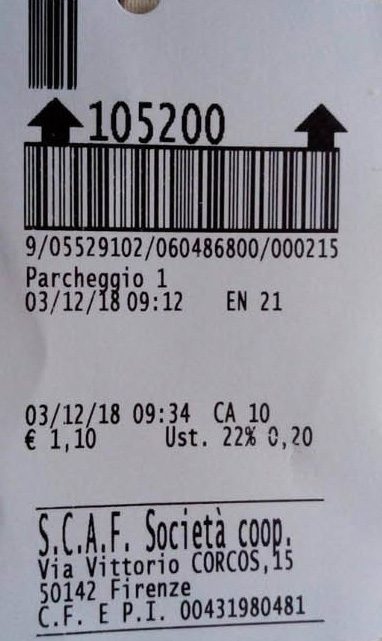 105200
9/05529102/060486800/000215
Parcheggio 1
03/12/18 09:12 EN 21
03/12/18 09:34 CA 10
€ 1,10 Ust. 22% 0,20
S.C.A.F. Società coop.
Via Vittorio CORCOS,15
50142 Firenze
C.F. E P.I. 00431980481